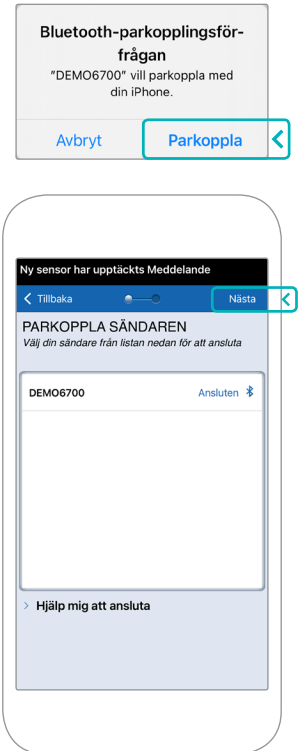 Bluetooth-parkopplingsför-
frågan
"DEMO6700" vill parkoppla med
din iPhone.
Avbryt Parkoppla
Ny sensor har upptäckts Meddelande
Tillbaka Nästa
PARKOPPLA SÄNDAREN
Välj din sändare från listan nedan för att ansluta
DEMO6700 Ansluten
Hjälp mig att ansluta